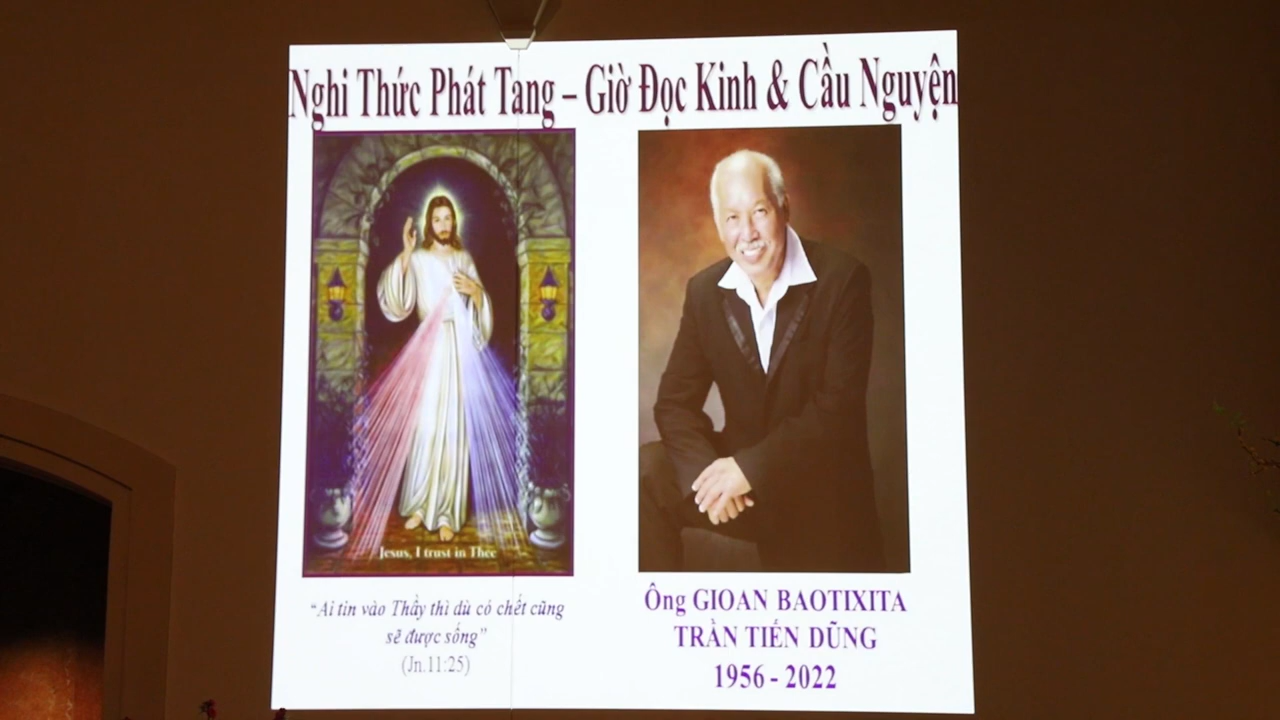 Nghi Thức Phát Tang – Giờ Đọc Kinh & Cầu Nguyện
Jesus, I trust in Thee
“Ai tin vào Thầy thì dù có chết cũng
sẽ được sống”
(Jn.11:25)
Ông GIOAN BAOTIXITA
TRẦN TIẾN DŨNG
1956 - 2022